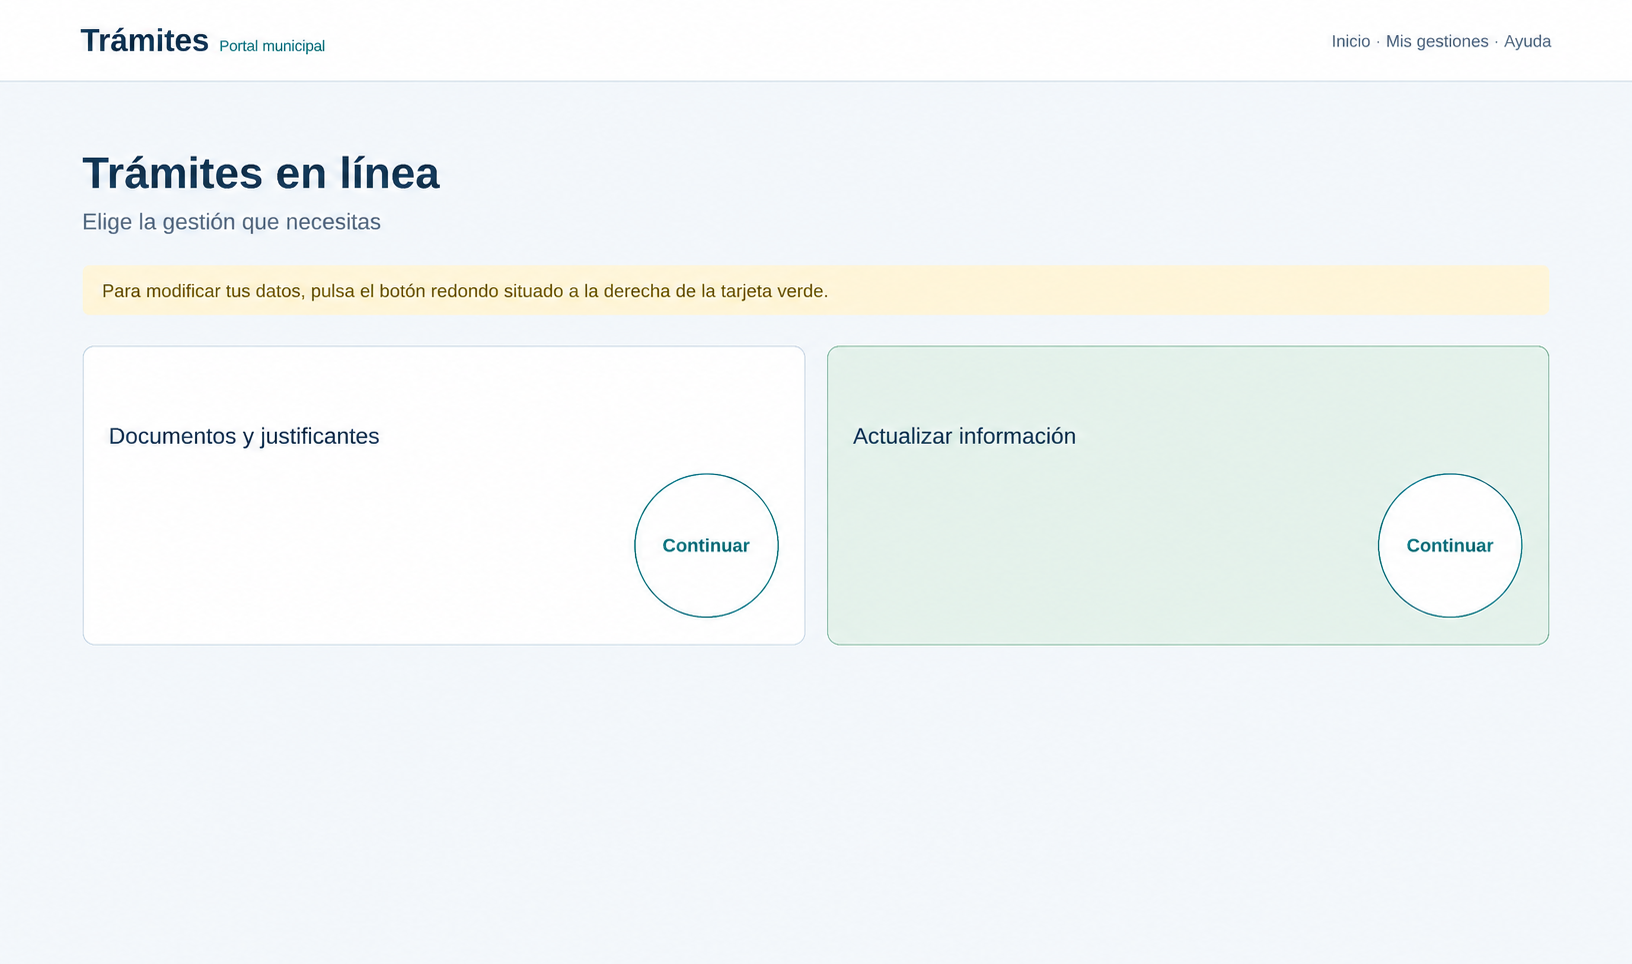 Trámites Portal municipal
Inicio · Mis gestiones · Ayuda
Trámites en línea
Elige la gestión que necesitas
Para modificar tus datos, pulsa el botón redondo situado a la derecha de la tarjeta verde.
Documentos y justificantes
Continuar
Actualizar información
Continuar